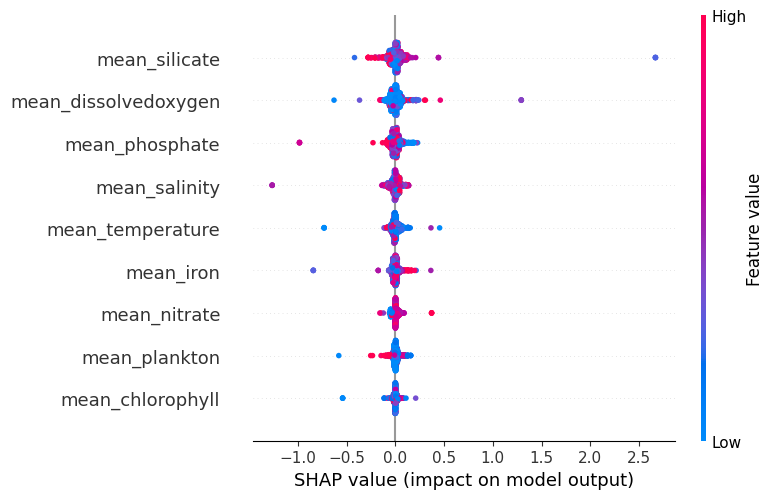 High
mean_silicate
mean_dissolvedoxygen
mean_phosphate
mean_salinity
mean_temperature
mean_iron
mean_nitrate
mean_plankton
mean_chlorophyll
Feature value
Low
−1.0 −0.5 0.0 0.5 1.0 1.5 2.0 2.5
SHAP value (impact on model output)